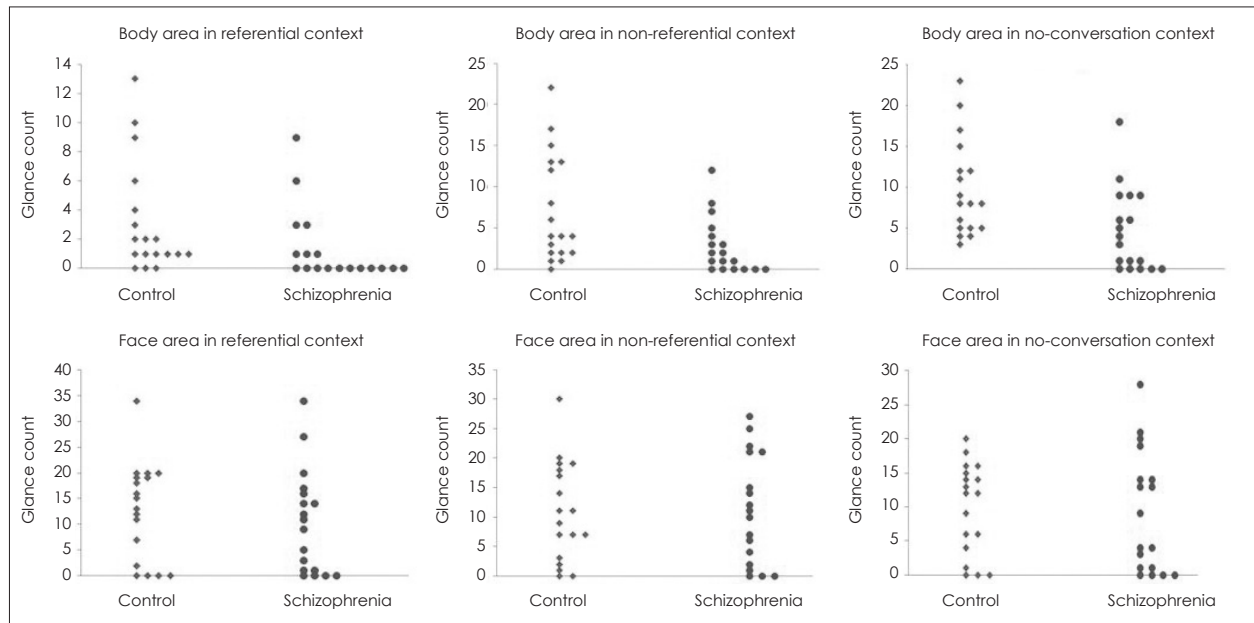 Body area in referential context
Glance count
14
12
10
8
6
4
2
0
Control
Schizophrenia
Body area in non-referential context
Glance count
25
20
15
10
5
0
Control
Schizophrenia
Body area in no-conversation context
Glance count
25
20
15
10
5
0
Control
Schizophrenia
Face area in referential context
Glance count
40
35
30
25
20
15
10
5
0
Control
Schizophrenia
Face area in non-referential context
Glance count
35
30
25
20
15
10
5
0
Control
Schizophrenia
Face area in no-conversation context
Glance count
30
25
20
15
10
5
0
Control
Schizophrenia